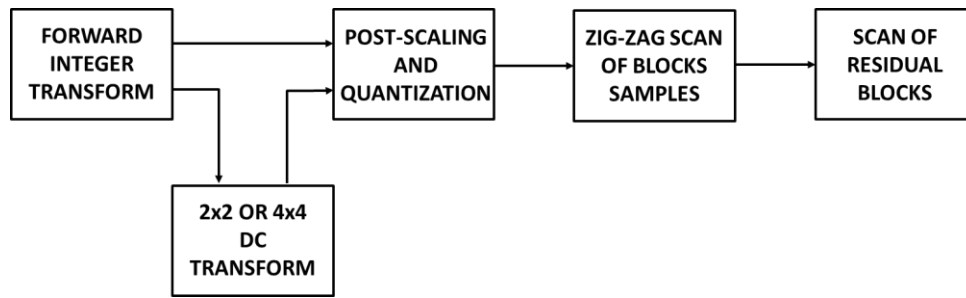 FORWARD
INTEGER
TRANSFORM
POST-SCALING
AND
QUANTIZATION
ZIG-ZAG SCAN
OF BLOCKS
SAMPLES
SCAN OF
RESIDUAL
BLOCKS
2x2 OR 4x4
DC
TRANSFORM